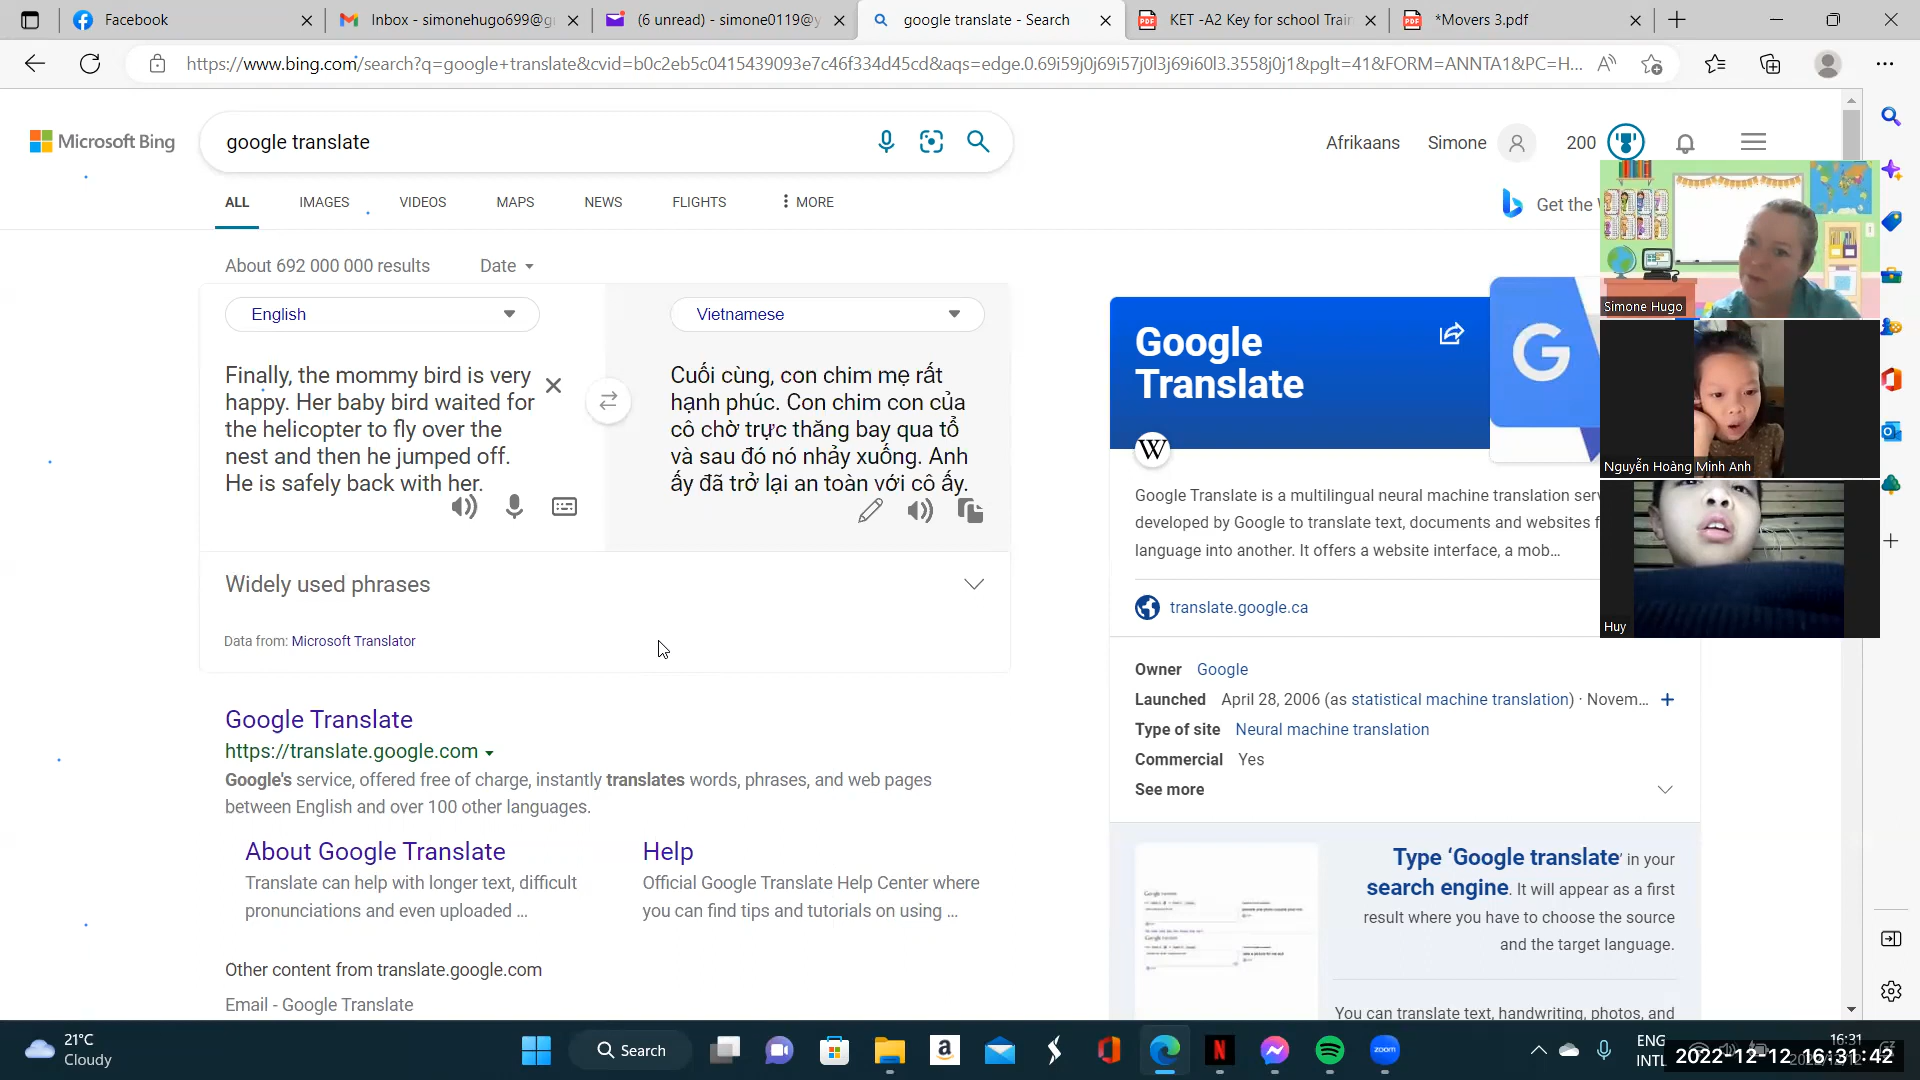 Facebook
Inbox - simonehugo699@g
(6 unread) - simone0119@y
google translate - Search
KET -A2 Key for school Train
*Movers 3.pdf
https://www.bing.com/search?q=google+translate&cvid=b0c2eb5c0415439093e7c46f334d45cd&aqs=edge.0.69i59j0j69i57j0l3j69i60l3.3558j0j1&pglt=41&FORM=ANNTA1&PC=H...
Microsoft Bing
google translate
Afrikaans
Simone
200
ALL
IMAGES
VIDEOS
MAPS
NEWS
FLIGHTS
MORE
Get the
About 692 000 000 results
Date
English
Vietnamese
Finally, the mommy bird is very
happy. Her baby bird waited for
the helicopter to fly over the
nest and then he jumped off.
He is safely back with her.
Cuối cùng, con chim mẹ rất
hạnh phúc. Con chim con của
cô chờ trực thăng bay qua tổ
và sau đó nó nhảy xuống. Anh
ấy đã trở lại an toàn với cô ấy.
Widely used phrases
Data from: Microsoft Translator
Google Translate
https://translate.google.com
Google's service, offered free of charge, instantly translates words, phrases, and web pages
between English and over 100 other languages.
About Google Translate
Translate can help with longer text, difficult
pronunciations and even uploaded ...
Help
Official Google Translate Help Center where
you can find tips and tutorials on using ...
Other content from translate.google.com
Email - Google Translate
Google
Translate
G
W
Google Translate is a multilingual neural machine translation serv
developed by Google to translate text, documents and websites f
language into another. It offers a website interface, a mob...
translate.google.ca
Owner Google
Launched April 28, 2006 (as statistical machine translation) · Novem...
Type of site Neural machine translation
Commercial Yes
See more
Type ‘Google translate’ in your
search engine. It will appear as a first
result where you have to choose the source
and the target language.
You can translate text, handwriting, photos, and
Simone Hugo
Nguyễn Hoàng Minh Anh
Huy
21°C
Cloudy
Search
zoom
ENG
INTL
16:31
2022-12-12 16:31:42